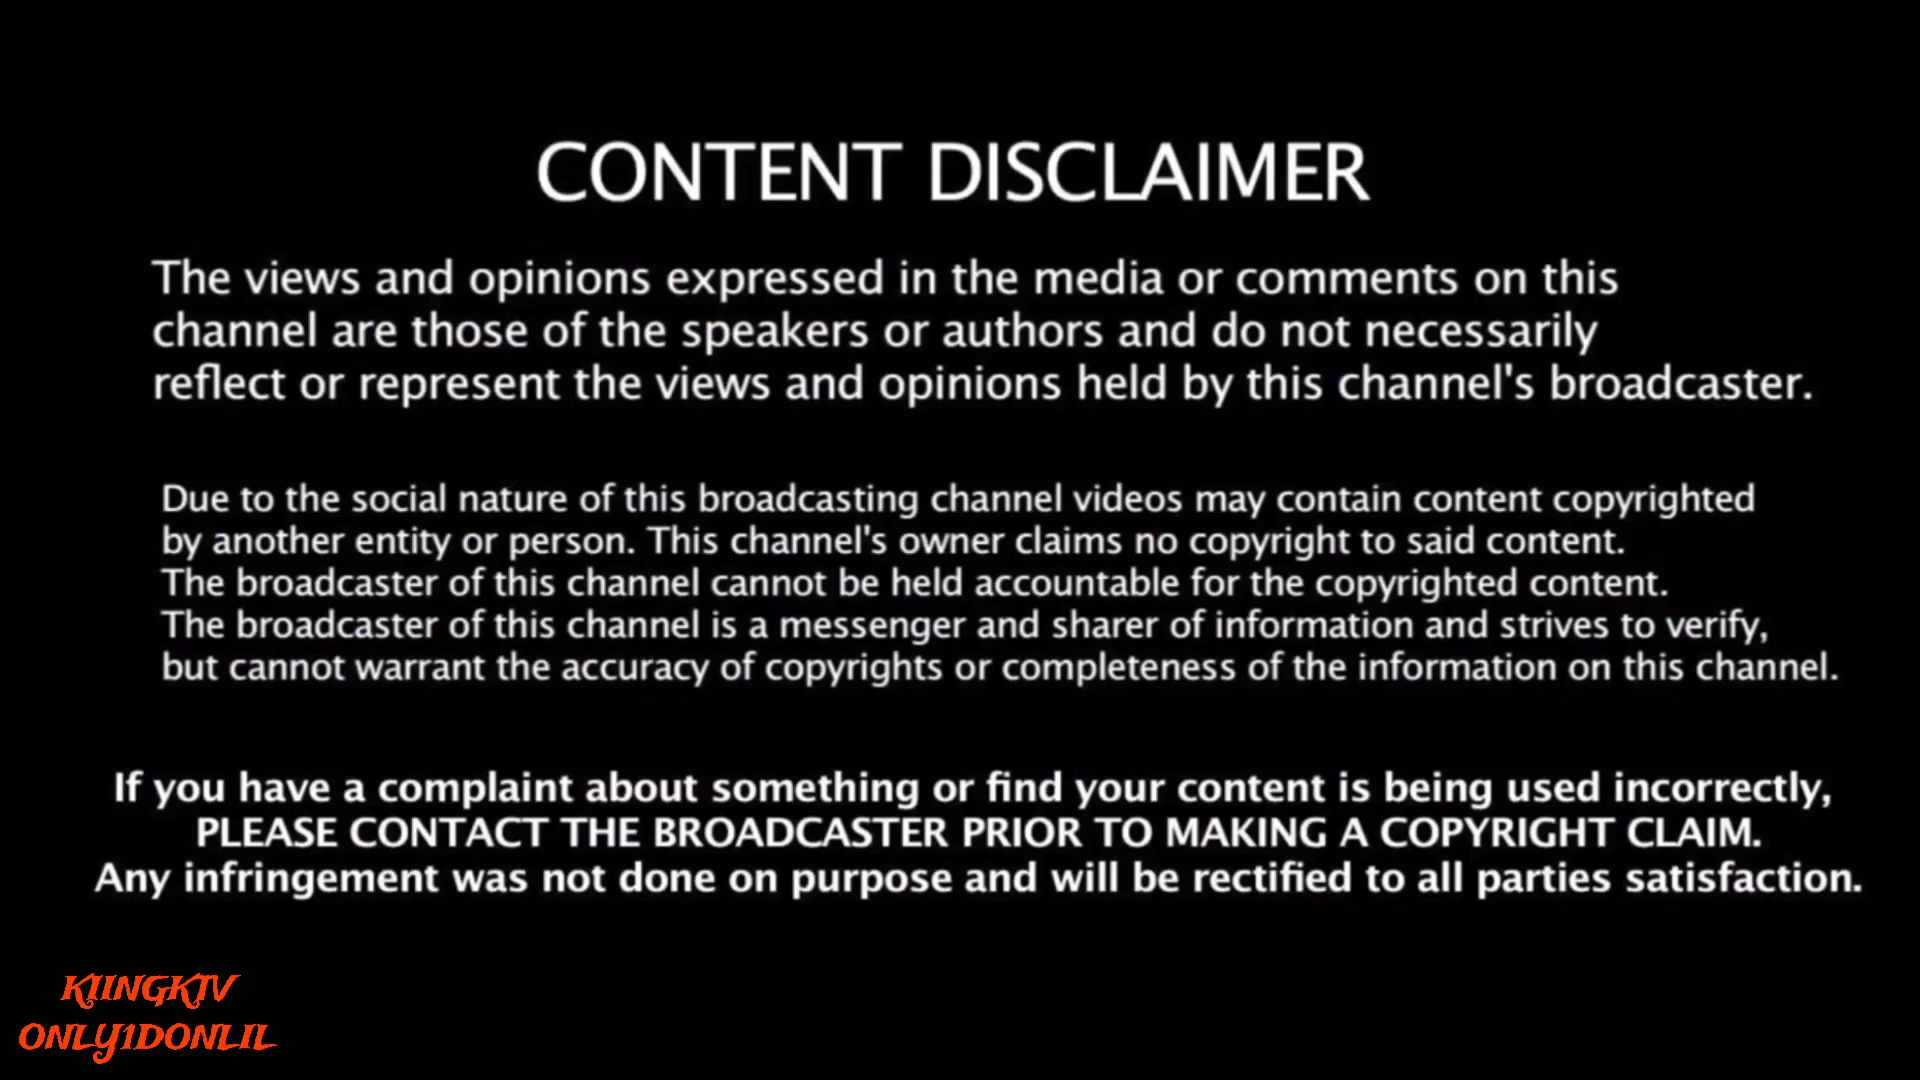 CONTENT DISCLAIMER
The views and opinions expressed in the media or comments on this
channel are those of the speakers or authors and do not necessarily
reflect or represent the views and opinions held by this channel's broadcaster.
Due to the social nature of this broadcasting channel videos may contain content copyrighted
by another entity or person. This channel's owner claims no copyright to said content.
The broadcaster of this channel cannot be held accountable for the copyrighted content.
The broadcaster of this channel is a messenger and sharer of information and strives to verify,
but cannot warrant the accuracy of copyrights or completeness of the information on this channel.
If you have a complaint about something or find your content is being used incorrectly,
PLEASE CONTACT THE BROADCASTER PRIOR TO MAKING A COPYRIGHT CLAIM.
Any infringement was not done on purpose and will be rectified to all parties satisfaction.
KIINGKTV
ONLY1DONLIL